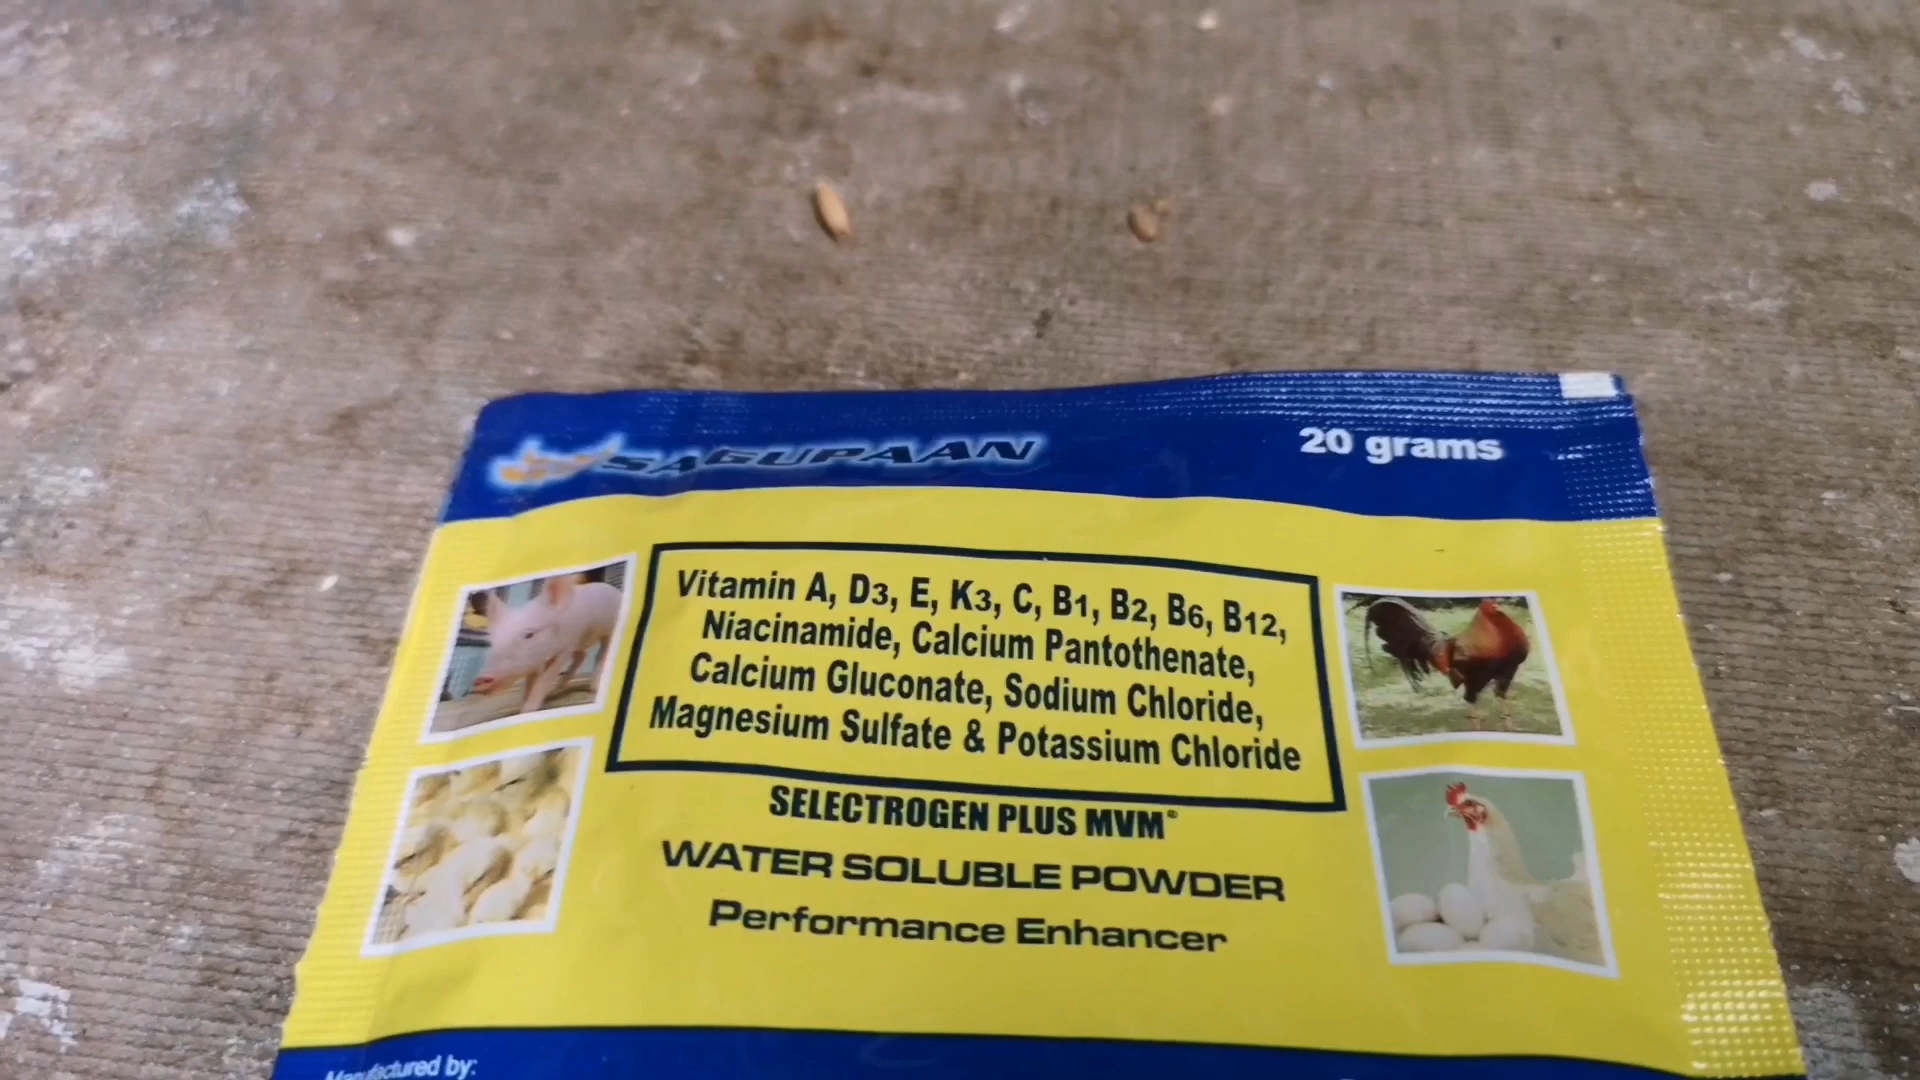 SAGUPAAN
20 grams
Vitamin A, D3, E, K3, C, B1, B2, B6, B12,
Niacinamide, Calcium Pantothenate,
Calcium Gluconate, Sodium Chloride,
Magnesium Sulfate & Potassium Chloride
SELECTROGEN PLUS MVM®
WATER SOLUBLE POWDER
Performance Enhancer
Manufactured by: